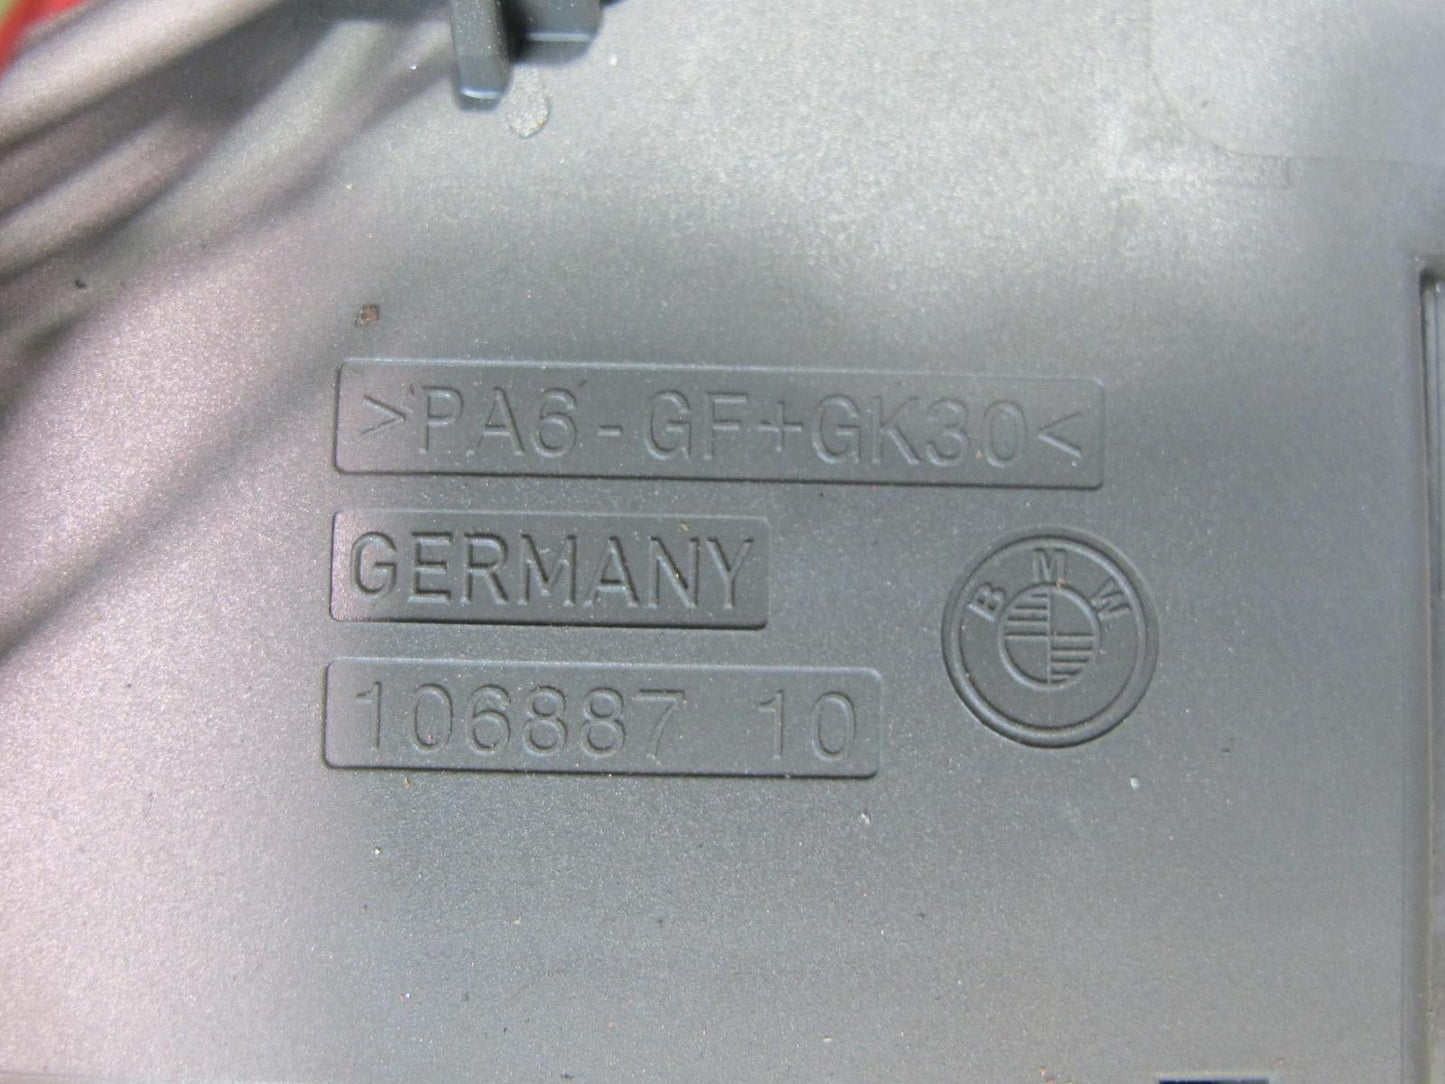 >PA6-GF+GK30<
GERMANY
BMW
106887 10